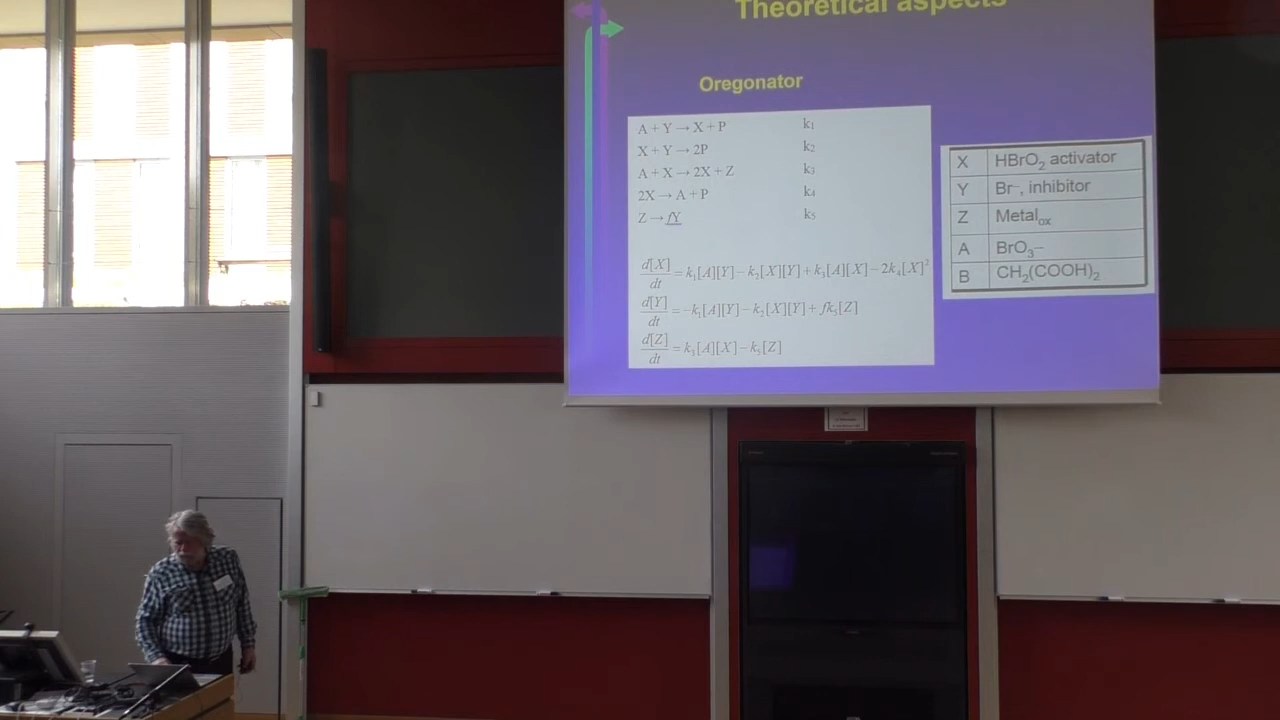 Theoretical aspects
Oregonator
A + Y → X + P k₁
X + Y → 2P k₂
A + X → 2X + Z k₃
2X → A + P k₄
Z → fY k₅
d[X]/dt = k₁[A][Y] − k₂[X][Y] + k₃[A][X] − 2k₄[X]²
d[Y]/dt = −k₁[A][Y] − k₂[X][Y] + fk₅[Z]
d[Z]/dt = k₃[A][X] − k₅[Z]
X HBrO₂ activator
Y Br⁻, inhibitor
Z Metalₒₓ
A BrO₃⁻
B CH₂(COOH)₂